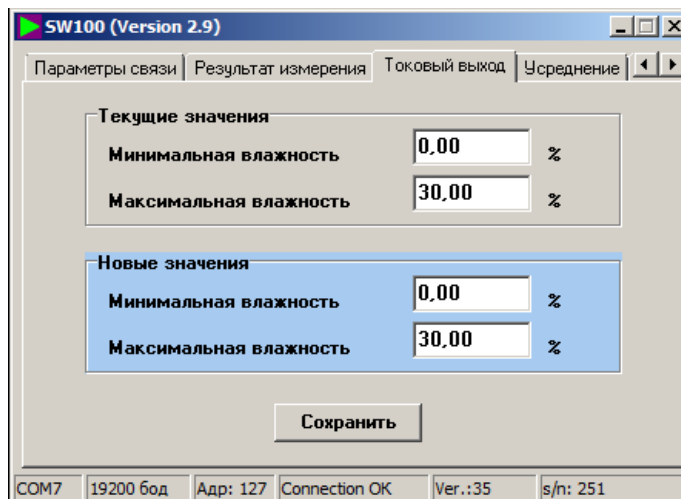 SW100 (Version 2.9)
Параметры связи Результат измерения Токовый выход Усреднение
Текущие значения
Минимальная влажность 0,00 %
Максимальная влажность 30,00 %
Новые значения
Минимальная влажность 0,00 %
Максимальная влажность 30,00 %
Сохранить
COM7 19200 бод Адр: 127 Connection OK Ver.:35 s/n: 251